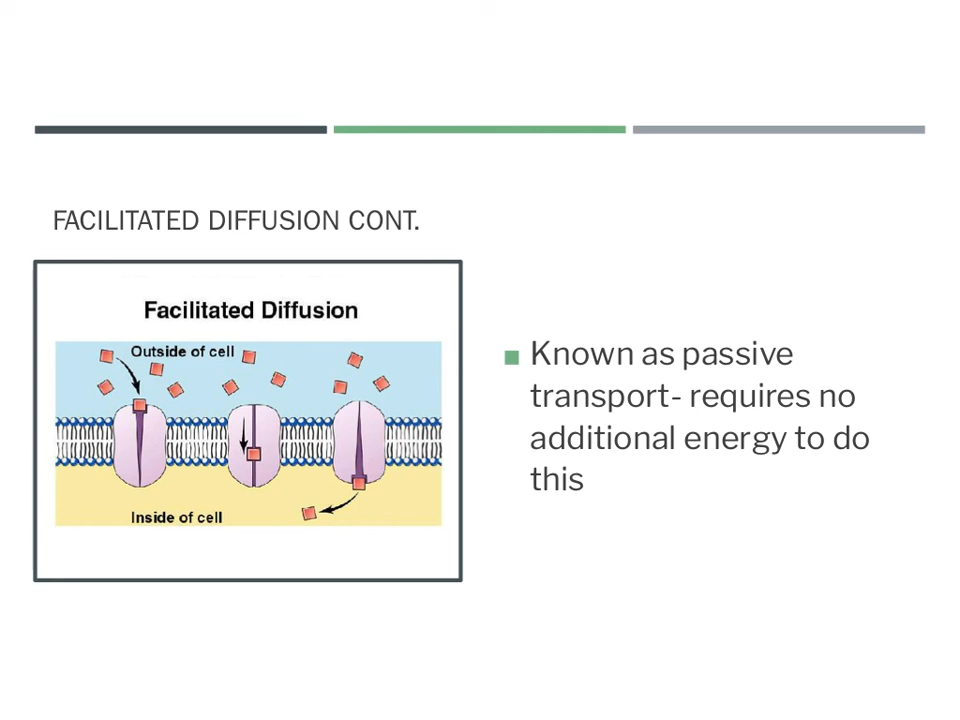 FACILITATED DIFFUSION CONT.
Facilitated Diffusion
Outside of cell
Inside of cell
Known as passive
transport- requires no
additional energy to do
this